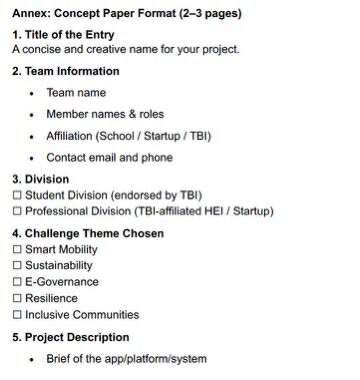 Annex: Concept Paper Format (2–3 pages)
1. Title of the Entry
A concise and creative name for your project.
2. Team Information
• Team name
• Member names & roles
• Affiliation (School / Startup / TBI)
• Contact email and phone
3. Division
☐ Student Division (endorsed by TBI)
☐ Professional Division (TBI-affiliated HEI / Startup)
4. Challenge Theme Chosen
☐ Smart Mobility
☐ Sustainability
☐ E-Governance
☐ Resilience
☐ Inclusive Communities
5. Project Description
• Brief of the app/platform/system